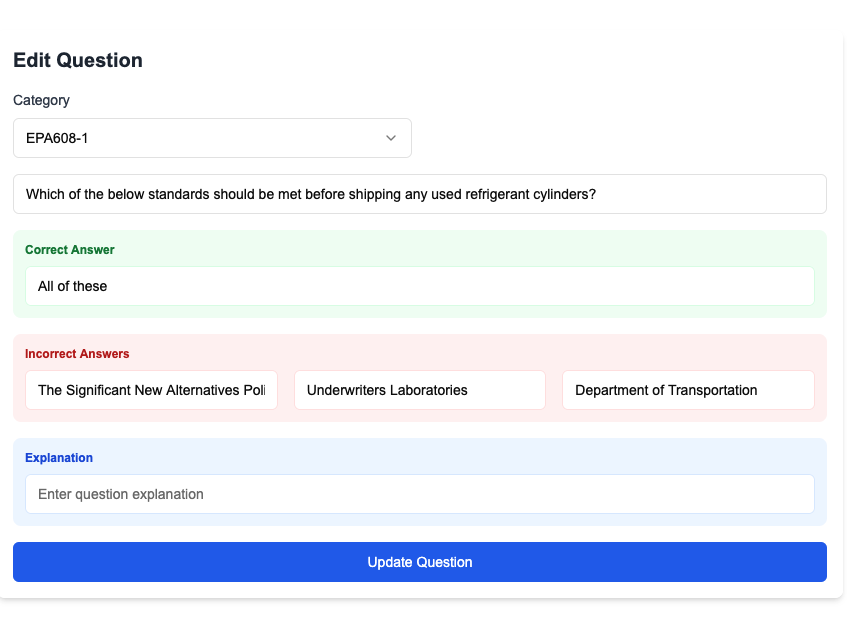 Edit Question
Category
EPA608-1
Which of the below standards should be met before shipping any used refrigerant cylinders?
Correct Answer
All of these
Incorrect Answers
The Significant New Alternatives Poli
Underwriters Laboratories
Department of Transportation
Explanation
Enter question explanation
Update Question